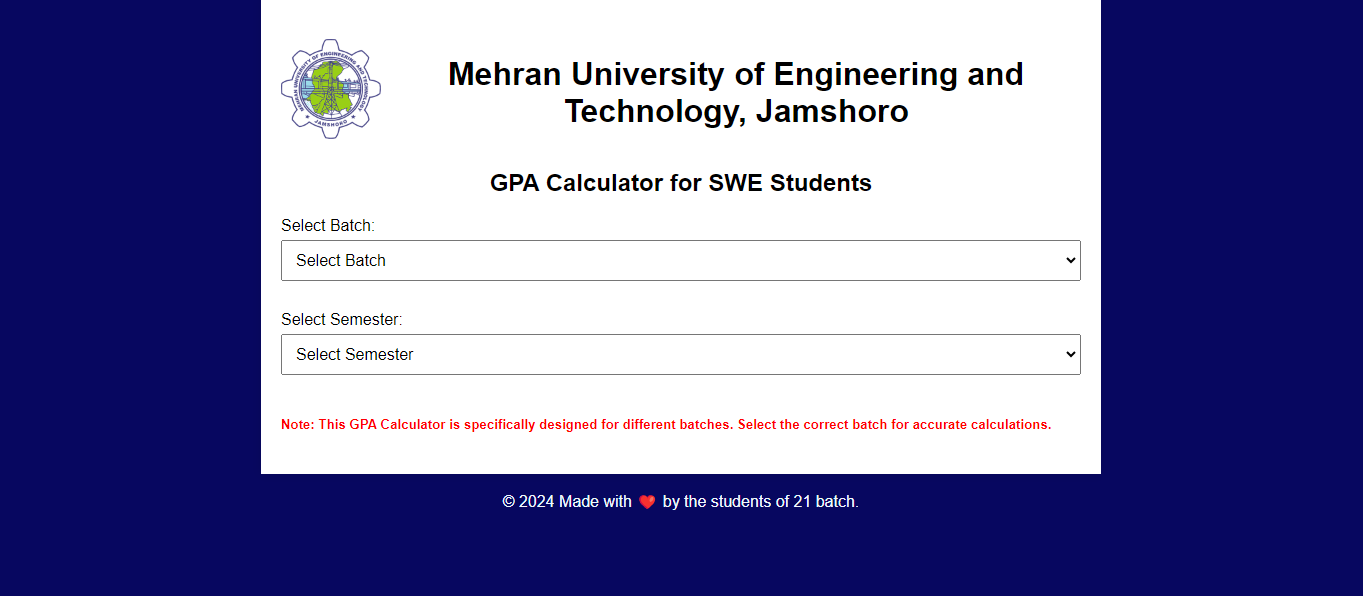 MEHRAN UNIVERSITY OF ENGINEERING AND TECHNOLOGY
JAMSHORO
Mehran University of Engineering and
Technology, Jamshoro
GPA Calculator for SWE Students
Select Batch:
Select Batch
Select Semester:
Select Semester
Note: This GPA Calculator is specifically designed for different batches. Select the correct batch for accurate calculations.
© 2024 Made with ❤️ by the students of 21 batch.